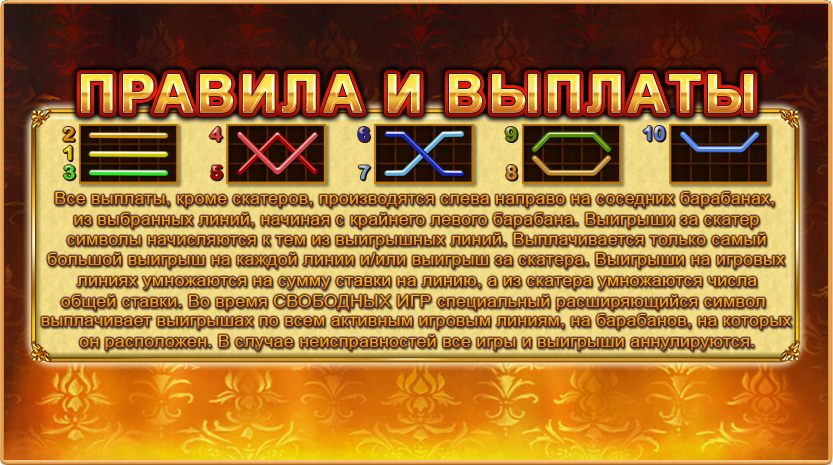 ПРАВИЛА И ВЫПЛАТЫ
2 4 6 9 10
1
3 5 7 8
Все выплаты, кроме скатеров, производятся слева направо на соседних барабанах,
из выбранных линий, начиная с крайнего левого барабана. Выигрыши за скатер
символы начисляются к тем из выигрышных линий. Выплачивается только самый
большой выигрыш на каждой линии и/или выигрыш за скатера. Выигрыши на игровых
линиях умножаются на сумму ставки на линию, а из скатера умножаются числа
общей ставки. Во время СВОБОДНЫХ ИГР специальный расширяющийся символ
выплачивает выигрышах по всем активным игровым линиям, на барабанов, на которых
он расположен. В случае неисправностей все игры и выигрыши аннулируются.